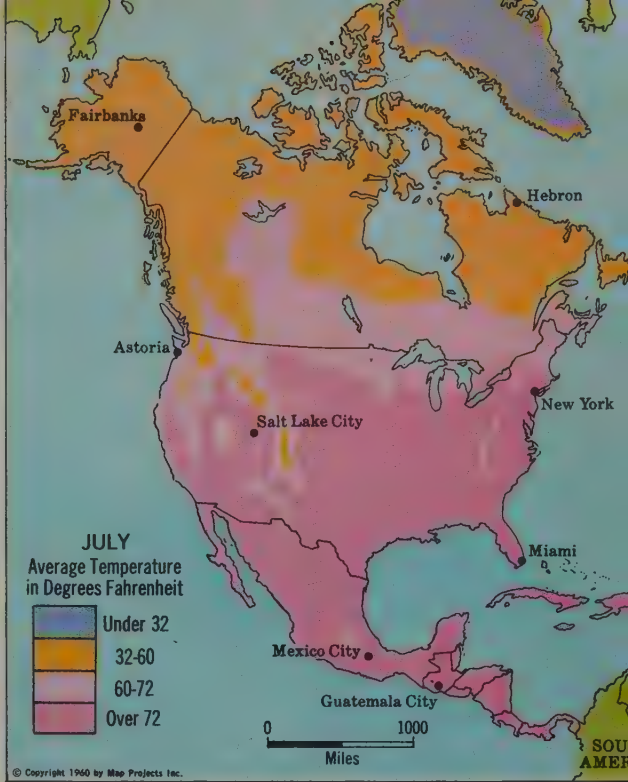 Fairbanks
Hebron
Astoria
New York
Salt Lake City
JULY
Average Temperature
in Degrees Fahrenheit
Under 32
32-60
60-72
Over 72
Miami
Mexico City
Guatemala City
0 1000
Miles
SOU
AMER
© Copyright 1960 by Map Projects Inc.